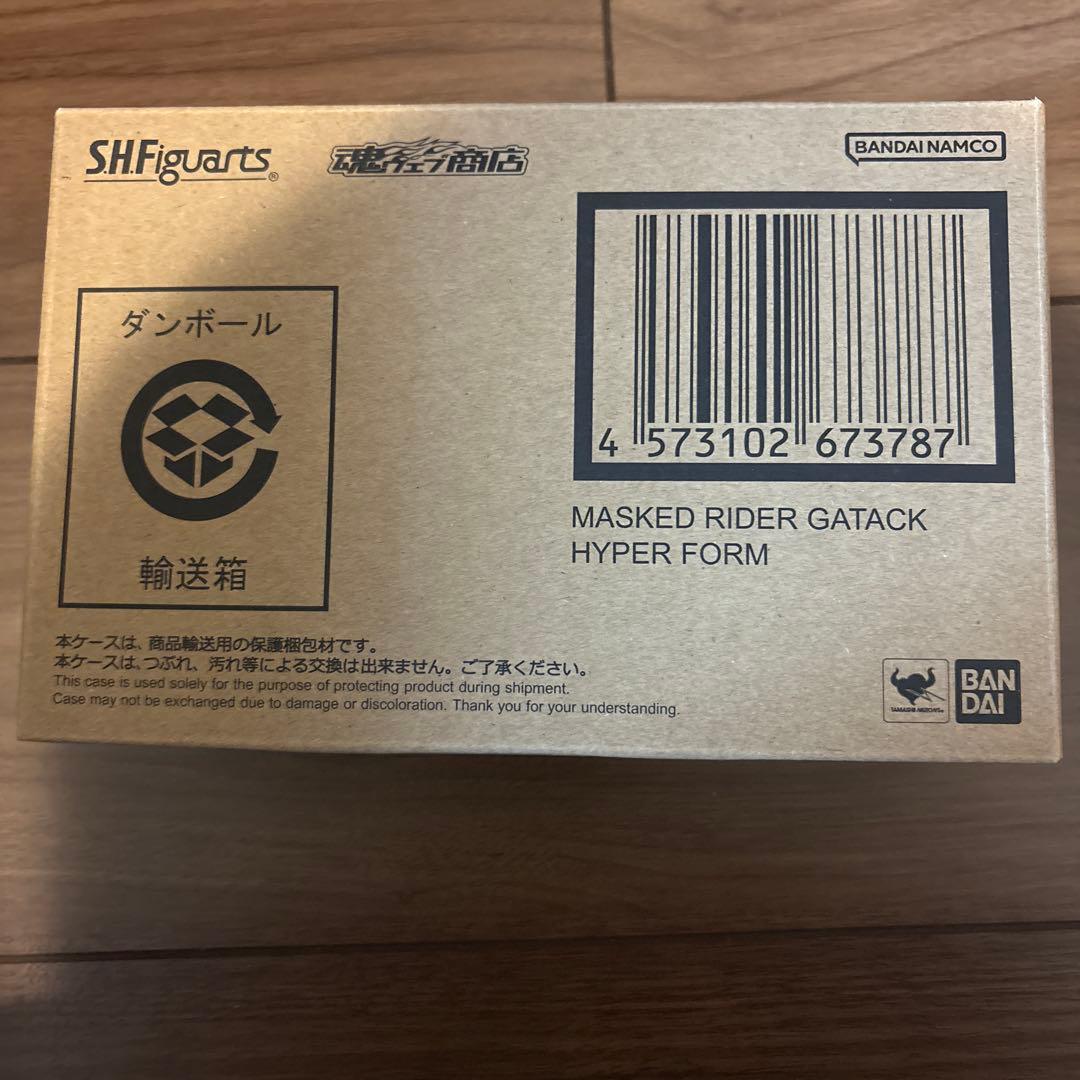 S.H.Figuarts®
魂ウェブ商店
BANDAI NAMCO
ダンボール
輸送箱
4 573102 673787
MASKED RIDER GATACK
HYPER FORM
本ケースは、商品輸送用の保護梱包材です。
本ケースは、つぶれ、汚れ等による交換は出来ません。ご了承ください。
This case is used solely for the purpose of protecting product during shipment.
Case may not be exchanged due to damage or discoloration. Thank you for your understanding.
TAMASHII NATIONS
BAN
DAI